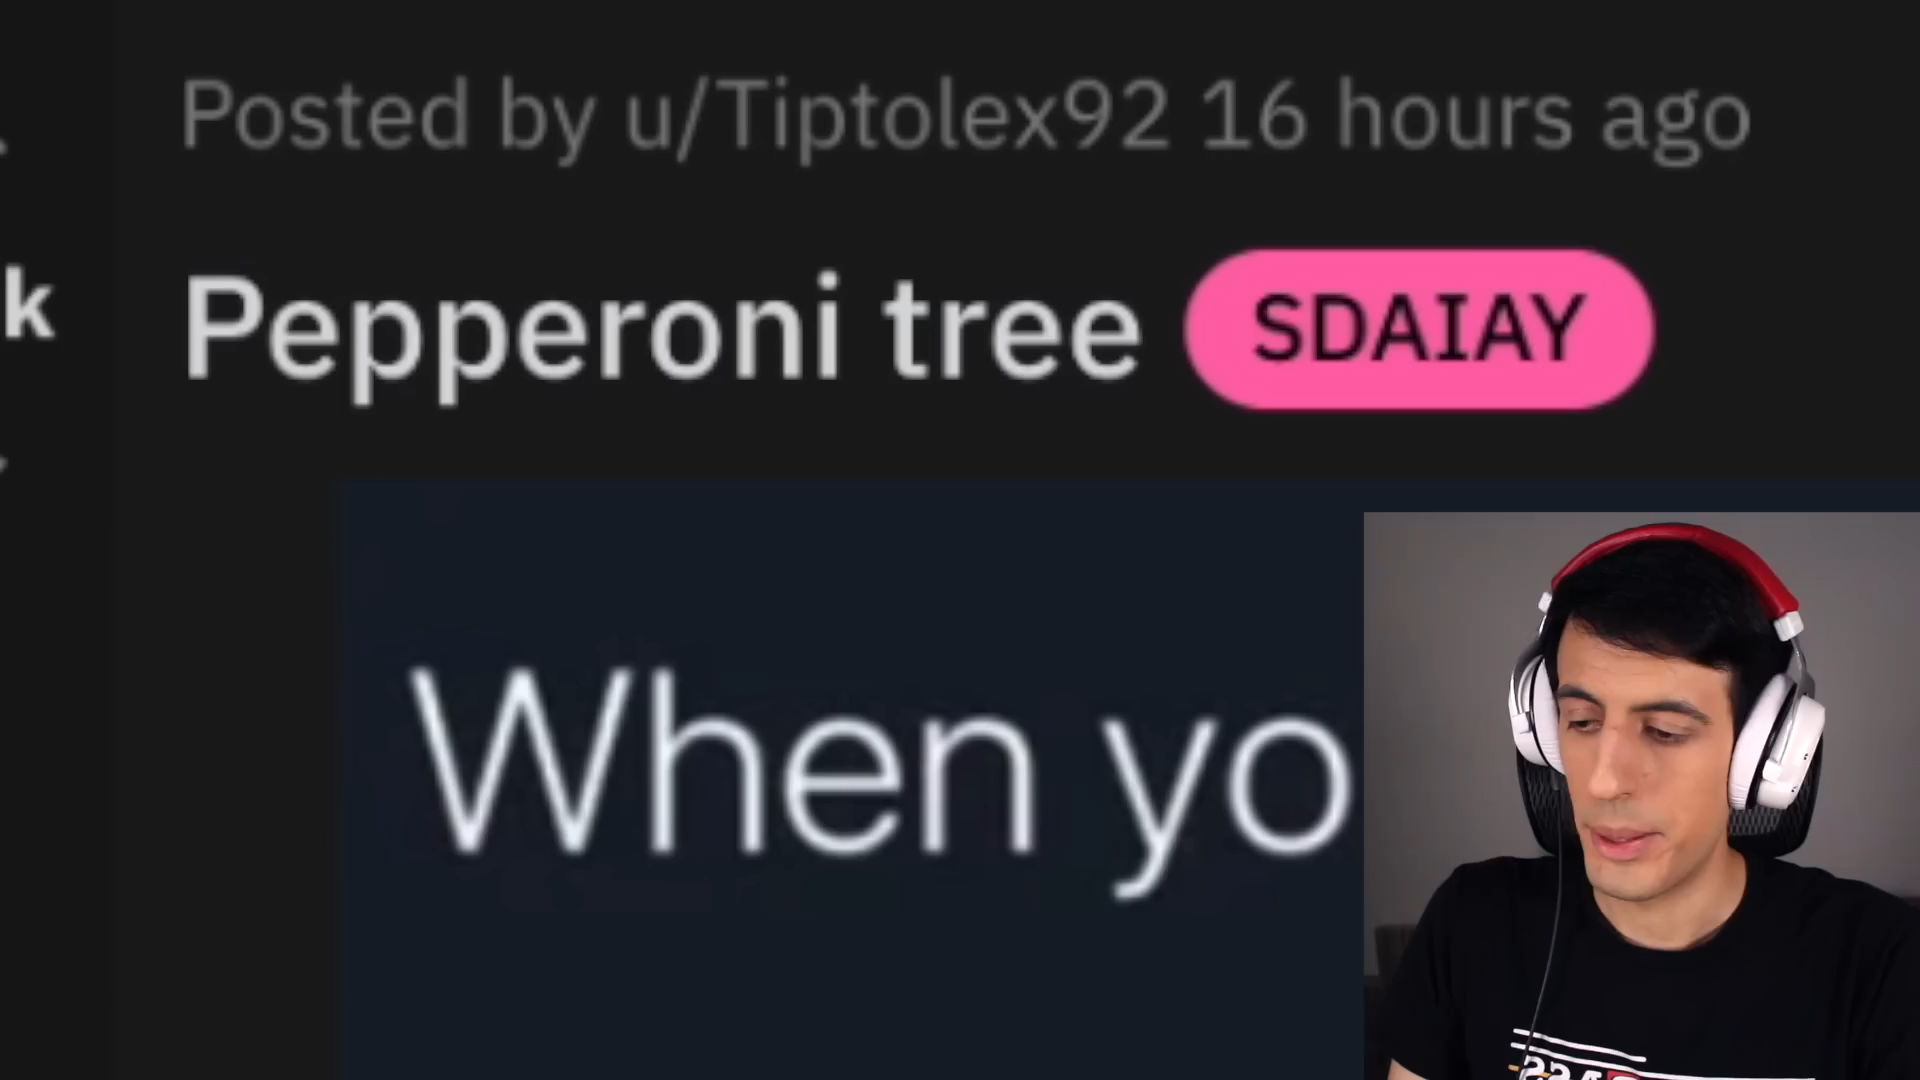 Posted by u/Tiptolex92 16 hours ago
k
Pepperoni tree SDAIAY
When yo